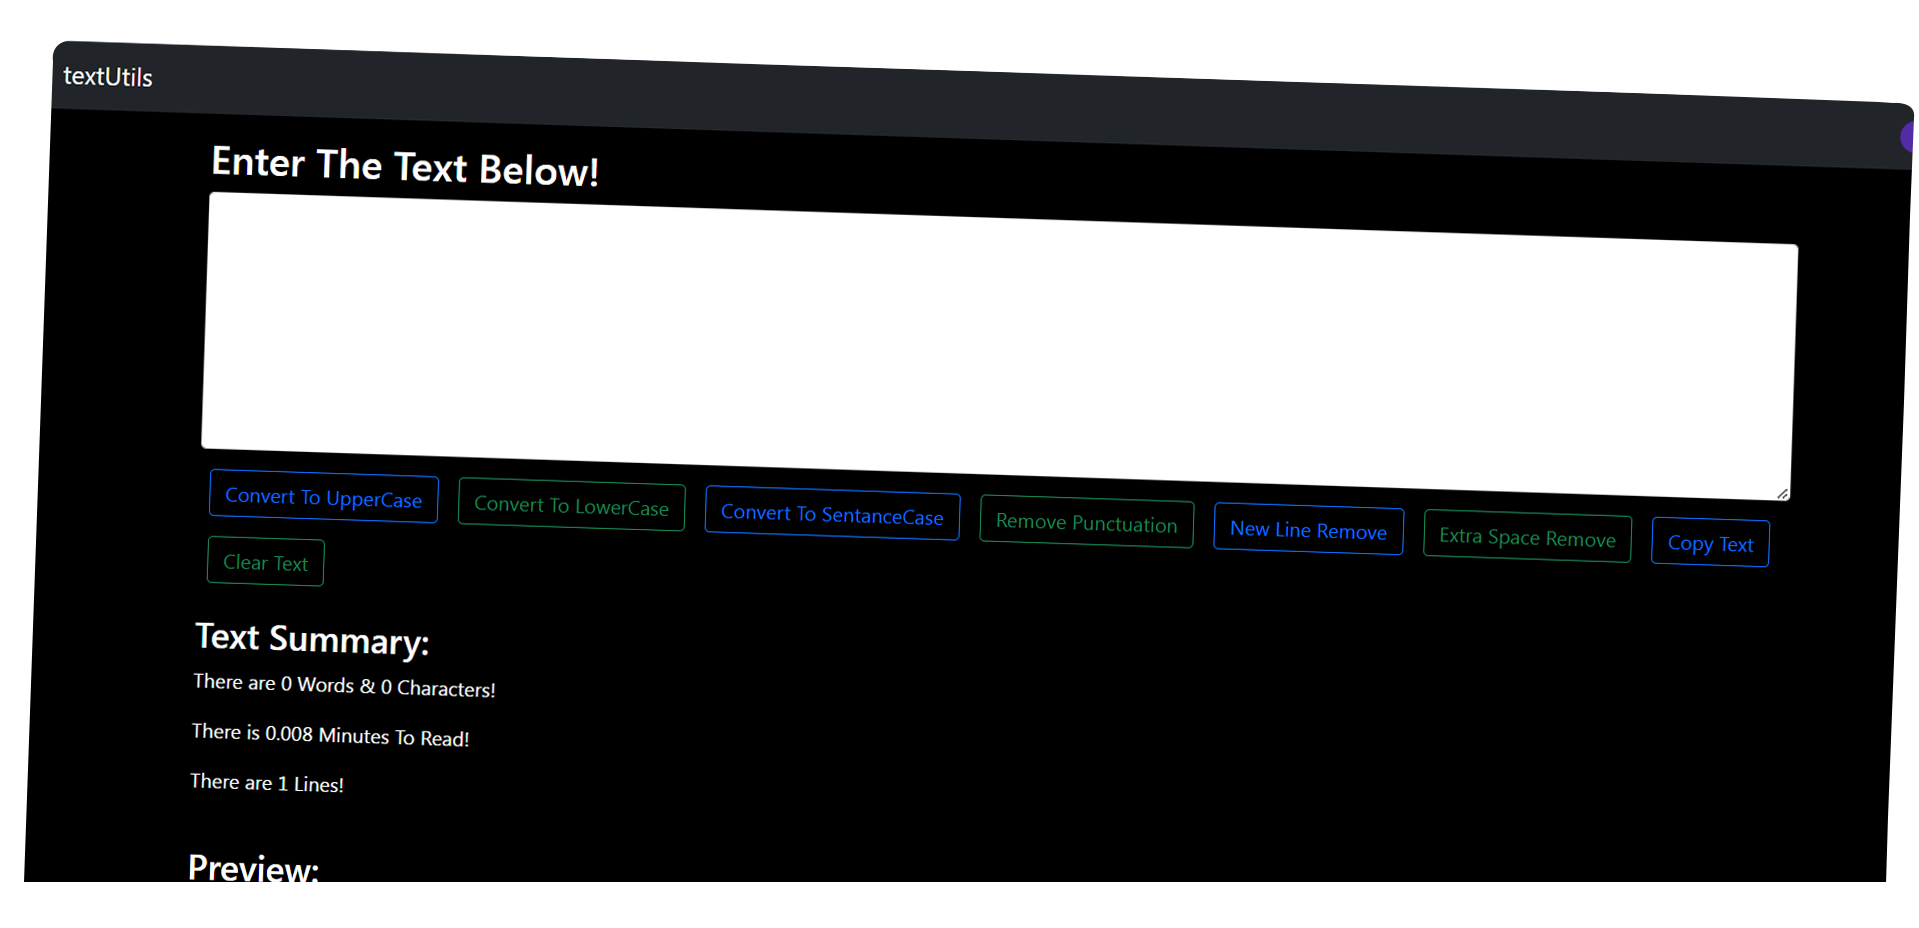 textUtils
Enter The Text Below!
Convert To UpperCase
Convert To LowerCase
Convert To SentanceCase
Remove Punctuation
New Line Remove
Extra Space Remove
Copy Text
Clear Text
Text Summary:
There are 0 Words & 0 Characters!
There is 0.008 Minutes To Read!
There are 1 Lines!
Preview: